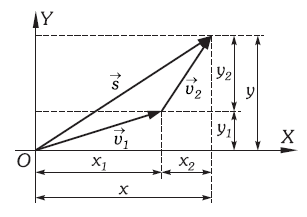 Y
s⃗
v⃗₂
y₂
y
v⃗₁
y₁
X
O
x₁
x₂
x